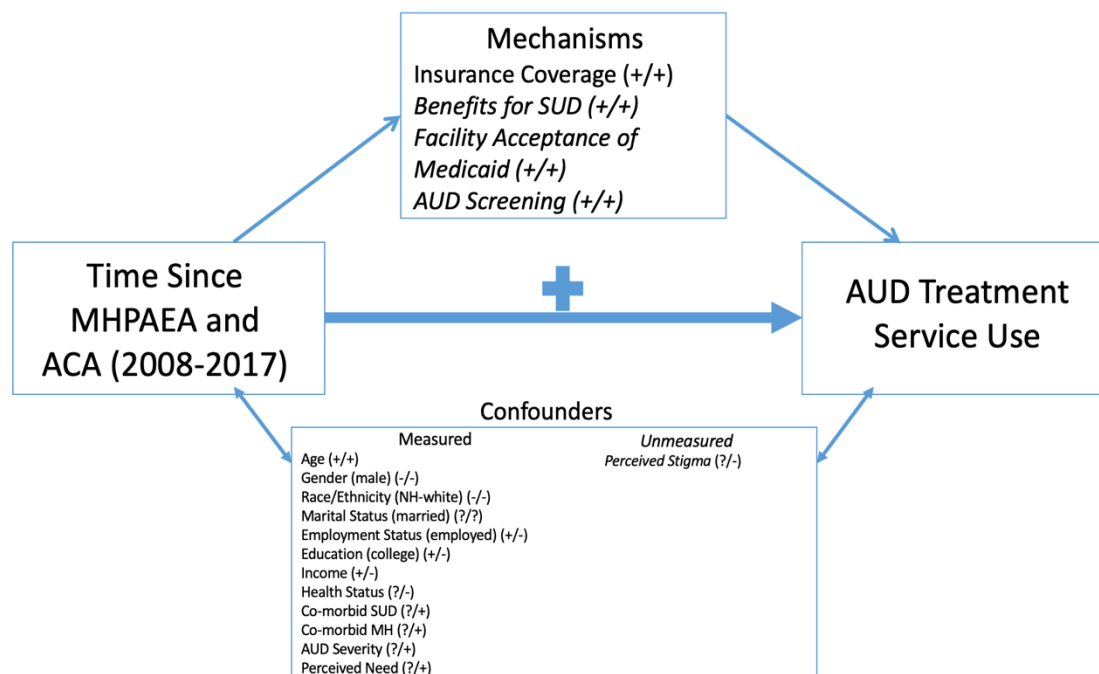 Mechanisms
Insurance Coverage (+/+)
Benefits for SUD (+/+)
Facility Acceptance of
Medicaid (+/+)
AUD Screening (+/+)
Time Since
MHPAEA and
ACA (2008-2017)
AUD Treatment
Service Use
Confounders
Measured
Age (+/+)
Gender (male) (-/-)
Race/Ethnicity (NH-white) (-/-)
Marital Status (married) (?/?)
Employment Status (employed) (+/-)
Education (college) (+/-)
Income (+/-)
Health Status (?/-)
Co-morbid SUD (?/+)
Co-morbid MH (?/+)
AUD Severity (?/+)
Perceived Need (?/+)
Unmeasured
Perceived Stigma (?/-)